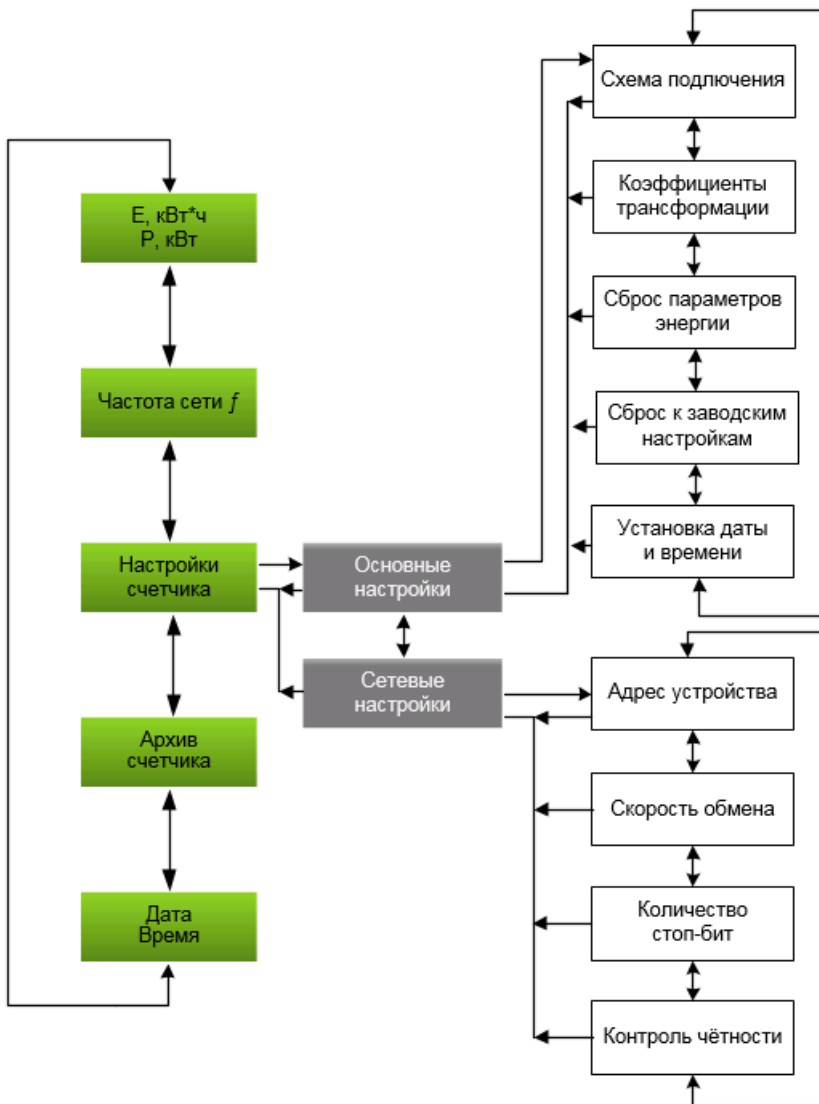 E, кВт*ч
P, кВт
Частота сети ƒ
Настройки
счетчика
Архив
счетчика
Дата
Время
Основные
настройки
Сетевые
настройки
Схема подлючения
Коэффициенты
трансформации
Сброс параметров
энергии
Сброс к заводским
настройкам
Установка даты
и времени
Адрес устройства
Скорость обмена
Количество
стоп-бит
Контроль чётности